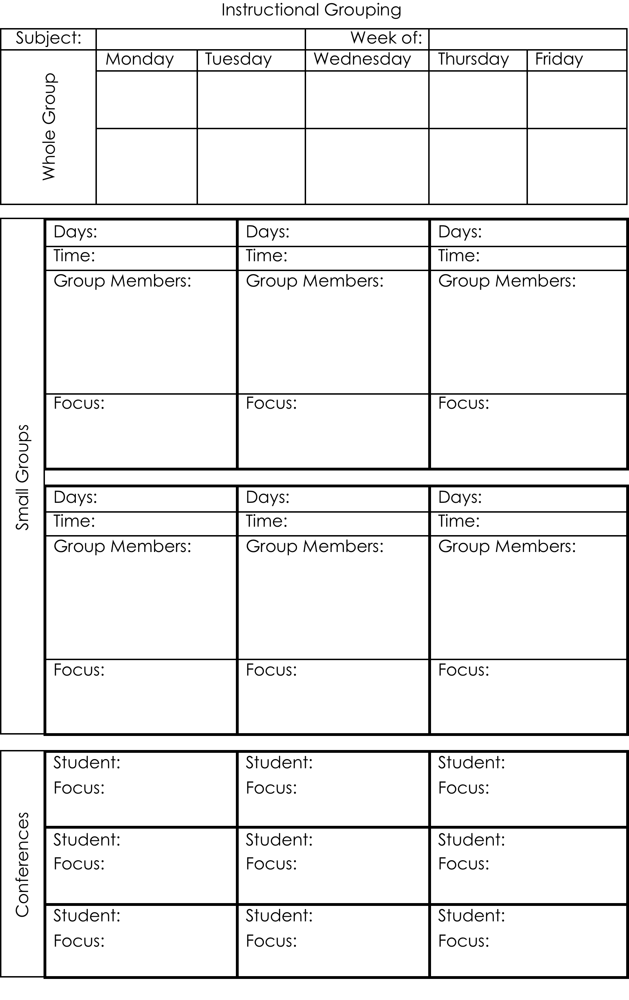 Instructional Grouping
Subject: Week of:
Whole Group
Monday Tuesday Wednesday Thursday Friday
Small Groups
Days: Days: Days:
Time: Time: Time:
Group Members: Group Members: Group Members:
Focus: Focus: Focus:
Days: Days: Days:
Time: Time: Time:
Group Members: Group Members: Group Members:
Focus: Focus: Focus:
Conferences
Student: Student: Student:
Focus: Focus: Focus:
Student: Student: Student:
Focus: Focus: Focus:
Student: Student: Student:
Focus: Focus: Focus: